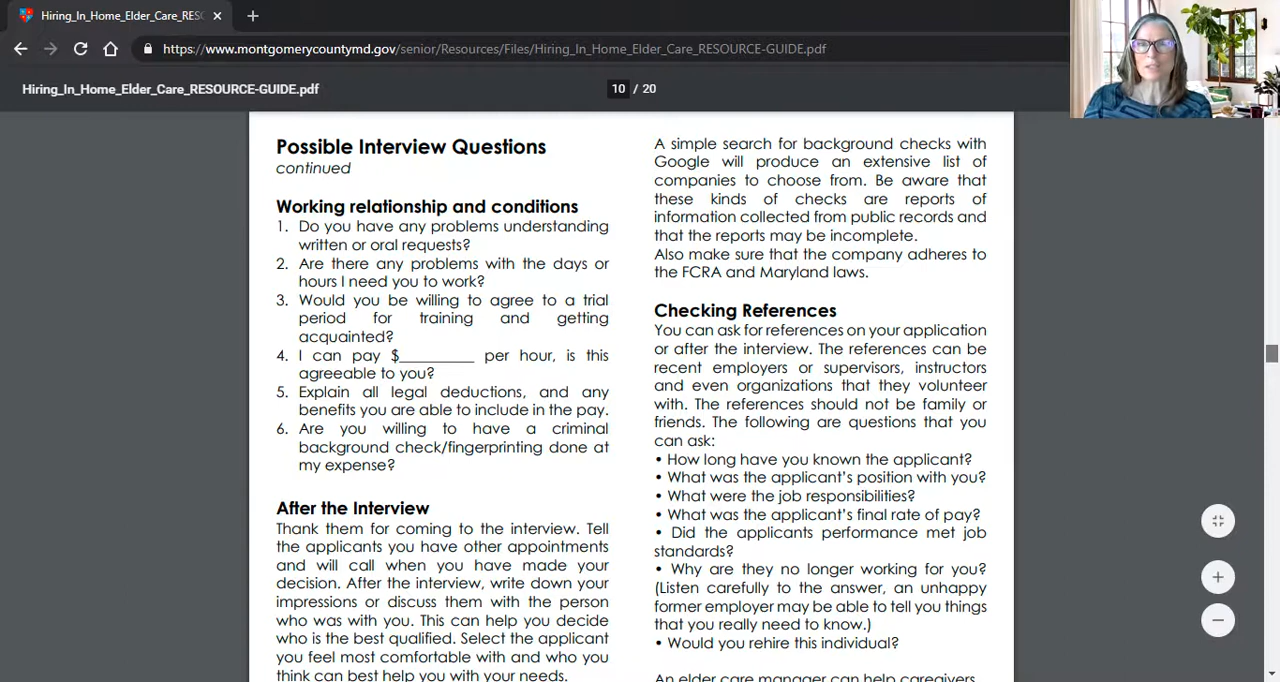 Hiring_In_Home_Elder_Care_RES
https://www.montgomerycountymd.gov/senior/Resources/Files/Hiring_In_Home_Elder_Care_RESOURCE-GUIDE.pdf
Hiring_In_Home_Elder_Care_RESOURCE-GUIDE.pdf
10 / 20
Possible Interview Questions
continued
Working relationship and conditions
1. Do you have any problems understanding
written or oral requests?
2. Are there any problems with the days or
hours I need you to work?
3. Would you be willing to agree to a trial
period for training and getting
acquainted?
4. I can pay $__________ per hour, is this
agreeable to you?
5. Explain all legal deductions, and any
benefits you are able to include in the pay.
6. Are you willing to have a criminal
background check/fingerprinting done at
my expense?
After the Interview
Thank them for coming to the interview. Tell
the applicants you have other appointments
and will call when you have made your
decision. After the interview, write down your
impressions or discuss them with the person
who was with you. This can help you decide
who is the best qualified. Select the applicant
you feel most comfortable with and who you
think can best help you with your needs.
A simple search for background checks with
Google will produce an extensive list of
companies to choose from. Be aware that
these kinds of checks are reports of
information collected from public records and
that the reports may be incomplete.
Also make sure that the company adheres to
the FCRA and Maryland laws.
Checking References
You can ask for references on your application
or after the interview. The references can be
recent employers or supervisors, instructors
and even organizations that they volunteer
with. The references should not be family or
friends. The following are questions that you
can ask:
• How long have you known the applicant?
• What was the applicant's position with you?
• What were the job responsibilities?
• What was the applicant's final rate of pay?
• Did the applicants performance met job
standards?
• Why are they no longer working for you?
(Listen carefully to the answer, an unhappy
former employer may be able to tell you things
that you really need to know.)
• Would you rehire this individual?
An elder care manager can help caregivers